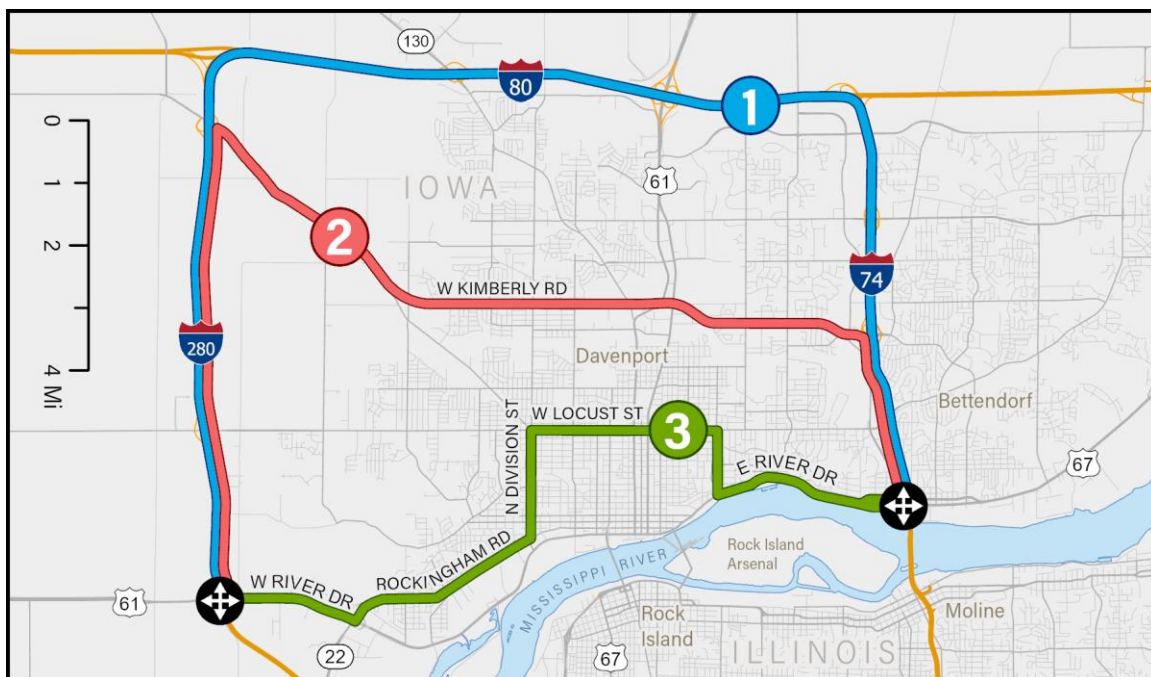 130
80
1
0
1
2
4 Mi
IOWA
61
2
74
W KIMBERLY RD
280
Davenport
Bettendorf
W LOCUST ST
3
N DIVISION ST
E RIVER DR
67
ROCKINGHAM RD
W RIVER DR
Rock Island
Arsenal
MISSISSIPPI RIVER
61
Rock
Island
Moline
22
67
ILLINOIS